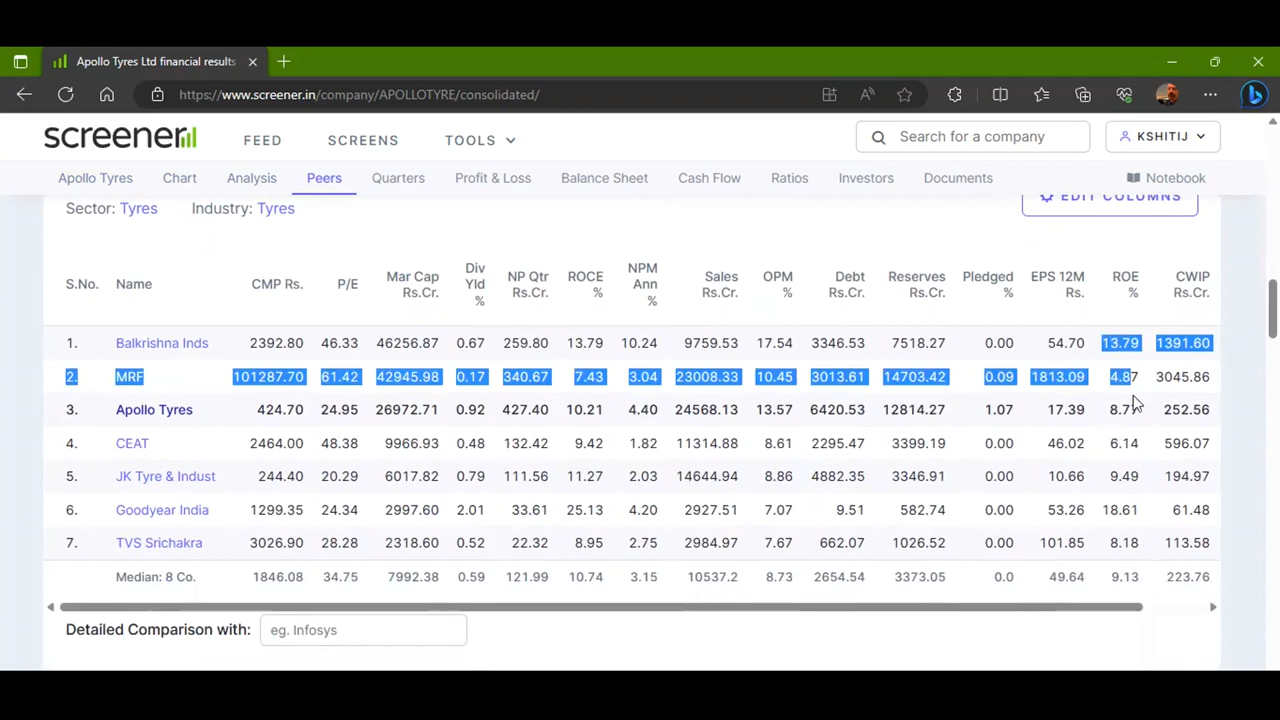 Apollo Tyres Ltd financial results
https://www.screener.in/company/APOLLOTYRE/consolidated/
screener FEED SCREENS TOOLS Search for a company KSHITIJ
Apollo Tyres Chart Analysis Peers Quarters Profit & Loss Balance Sheet Cash Flow Ratios Investors Documents Notebook
Sector: Tyres Industry: Tyres EDIT COLUMNS
S.No. Name CMP Rs. P/E Mar Cap Rs.Cr. Div Yld % NP Qtr Rs.Cr. ROCE % NPM Ann % Sales Rs.Cr. OPM % Debt Rs.Cr. Reserves Rs.Cr. Pledged % EPS 12M Rs. ROE % CWIP Rs.Cr.
1. Balkrishna Inds 2392.80 46.33 46256.87 0.67 259.80 13.79 10.24 9759.53 17.54 3346.53 7518.27 0.00 54.70 13.79 1391.60
2. MRF 101287.70 61.42 42945.98 0.17 340.67 7.43 3.04 23008.33 10.45 3013.61 14703.42 0.09 1813.09 4.87 3045.86
3. Apollo Tyres 424.70 24.95 26972.71 0.92 427.40 10.21 4.40 24568.13 13.57 6420.53 12814.27 1.07 17.39 252.56
4. CEAT 2464.00 48.38 9966.93 0.48 132.42 9.42 1.82 11314.88 8.61 2295.47 3399.19 0.00 46.02 6.14 596.07
5. JK Tyre & Indust 244.40 20.29 6017.82 0.79 111.56 11.27 2.03 14644.94 8.86 4882.35 3346.91 0.00 10.66 9.49 194.97
6. Goodyear India 1299.35 24.34 2997.60 2.01 33.61 25.13 4.20 2927.51 7.07 9.51 582.74 0.00 53.26 18.61 61.48
7. TVS Srichakra 3026.90 28.28 2318.60 0.52 22.32 8.95 2.75 2984.97 7.67 662.07 1026.52 0.00 101.85 8.18 113.58
Median: 8 Co. 1846.08 34.75 7992.38 0.59 121.99 10.74 3.15 10537.2 8.73 2654.54 3373.05 0.0 49.64 9.13 223.76
Detailed Comparison with: eg. Infosys